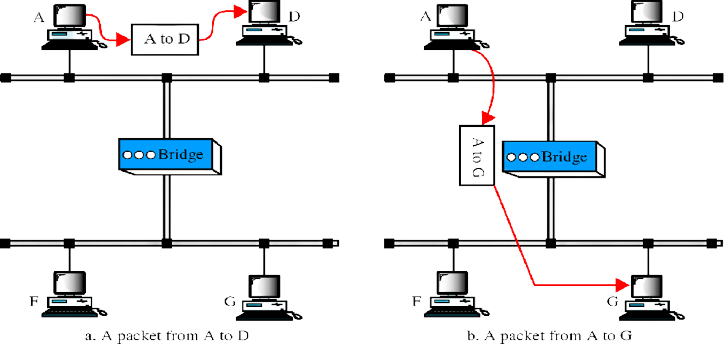 A
A to D
D
Bridge
F
G
a. A packet from A to D
A
D
A to G
Bridge
F
G
b. A packet from A to G